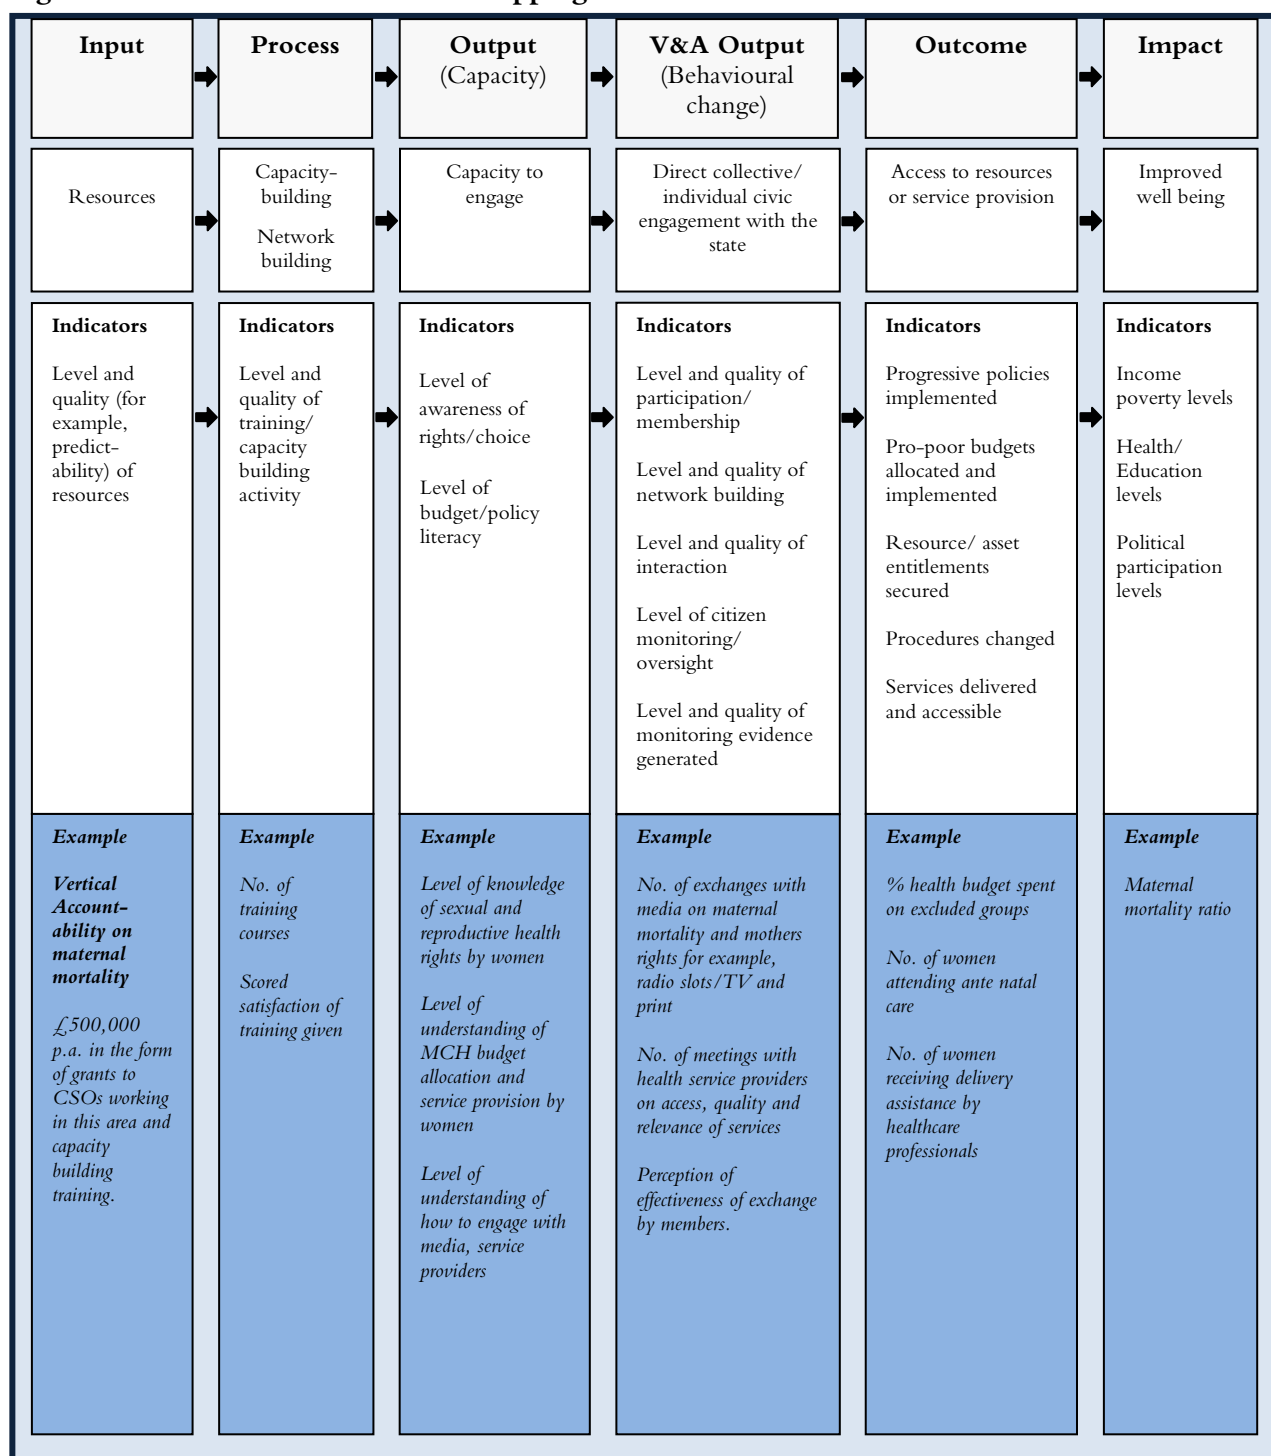 Input
Process
Output
(Capacity)
V&A Output
(Behavioural
change)
Outcome
Impact
Resources
Capacity-
building
Network
building
Capacity to
engage
Direct collective/
individual civic
engagement with the
state
Access to resources
or service provision
Improved
well being
Indicators
Level and
quality (for
example,
predict-
ability) of
resources
Indicators
Level and
quality of
training/
capacity
building
activity
Indicators
Level of
awareness of
rights/choice
Level of
budget/policy
literacy
Indicators
Level and quality of
participation/
membership
Level and quality of
network building
Level and quality of
interaction
Level of citizen
monitoring/
oversight
Level and quality of
monitoring evidence
generated
Indicators
Progressive policies
implemented
Pro-poor budgets
allocated and
implemented
Resource/ asset
entitlements
secured
Procedures changed
Services delivered
and accessible
Indicators
Income
poverty levels
Health/
Education
levels
Political
participation
levels
Example
Vertical
Account-
ability on
maternal
mortality
£500,000
p.a. in the form
of grants to
CSOs working
in this area and
capacity
building
training.
Example
No. of
training
courses
Scored
satisfaction of
training given
Example
Level of knowledge
of sexual and
reproductive health
rights by women
Level of
understanding of
MCH budget
allocation and
service provision by
women
Level of
understanding of
how to engage with
media, service
providers
Example
No. of exchanges with
media on maternal
mortality and mothers
rights for example,
radio slots/TV and
print
No. of meetings with
health service providers
on access, quality and
relevance of services
Perception of
effectiveness of exchange
by members.
Example
% health budget spent
on excluded groups
No. of women
attending ante natal
care
No. of women
receiving delivery
assistance by
healthcare
professionals
Example
Maternal
mortality ratio